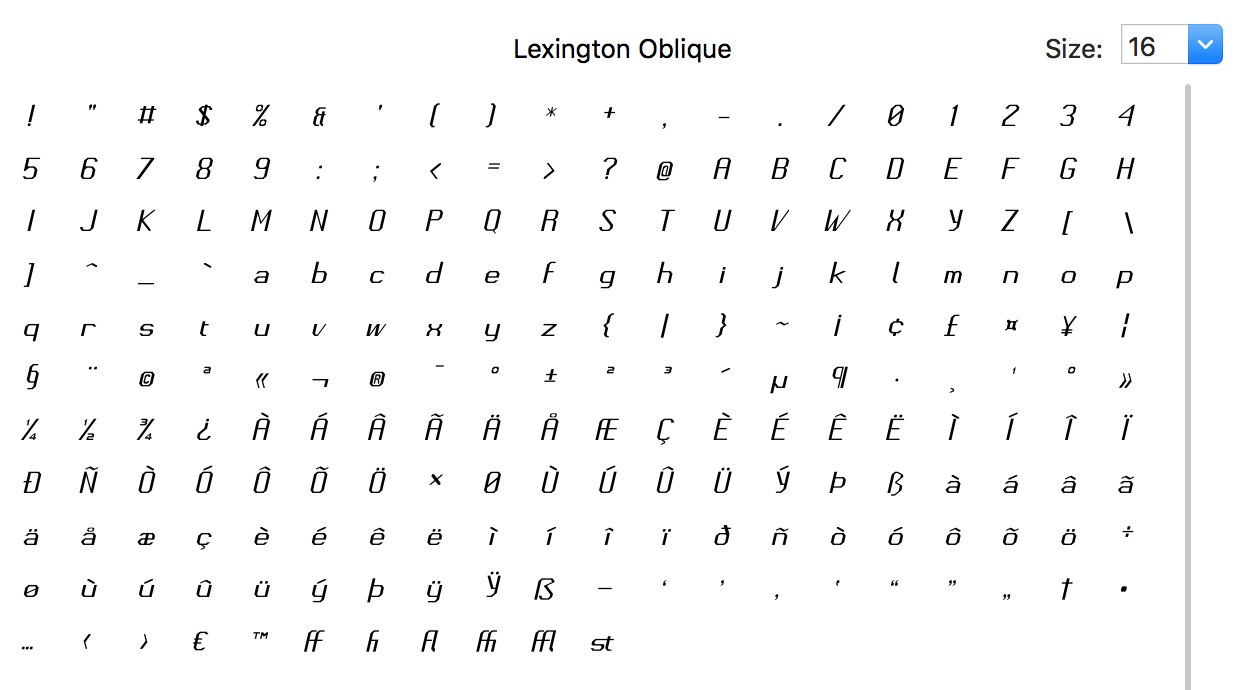 Lexington Oblique
Size: 16
! " # $ % & ' ( ) * + , - . / 0 1 2 3 4
5 6 7 8 9 : ; < = > ? @ A B C D E F G H
I J K L M N O P Q R S T U V W X Y Z [ \
] ^ _ ` a b c d e f g h i j k l m n o p
q r s t u v w x y z { | } ~ ¡ ¢ £ ¤ ¥ ¦
§ ¨ © ª « ¬ ® ¯ ° ± ² ³ ´ µ ¶ · ¸ ¹ º »
¼ ½ ¾ ¿ À Á Â Ã Ä Å Æ Ç È É Ê Ë Ì Í Î Ï
Ð Ñ Ò Ó Ô Õ Ö × Ø Ù Ú Û Ü Ý Þ ß à á â ã
ä å æ ç è é ê ë ì í î ï ð ñ ò ó ô õ ö ÷
ø ù ú û ü ý þ ÿ Ÿ ẞ – ‘ ’ ‚ ‛ “ ” „ † •
… ‹ › € ™ ff fi fl ffi ffl st